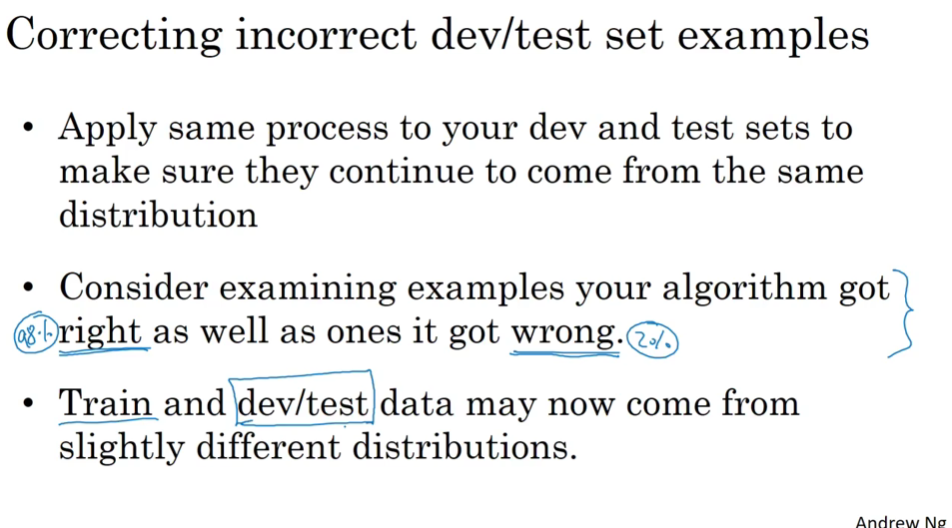 Correcting incorrect dev/test set examples
• Apply same process to your dev and test sets to
make sure they continue to come from the same
distribution
• Consider examining examples your algorithm got
98% right as well as ones it got wrong. 2%
• Train and dev/test data may now come from
slightly different distributions.
Andrew Ng